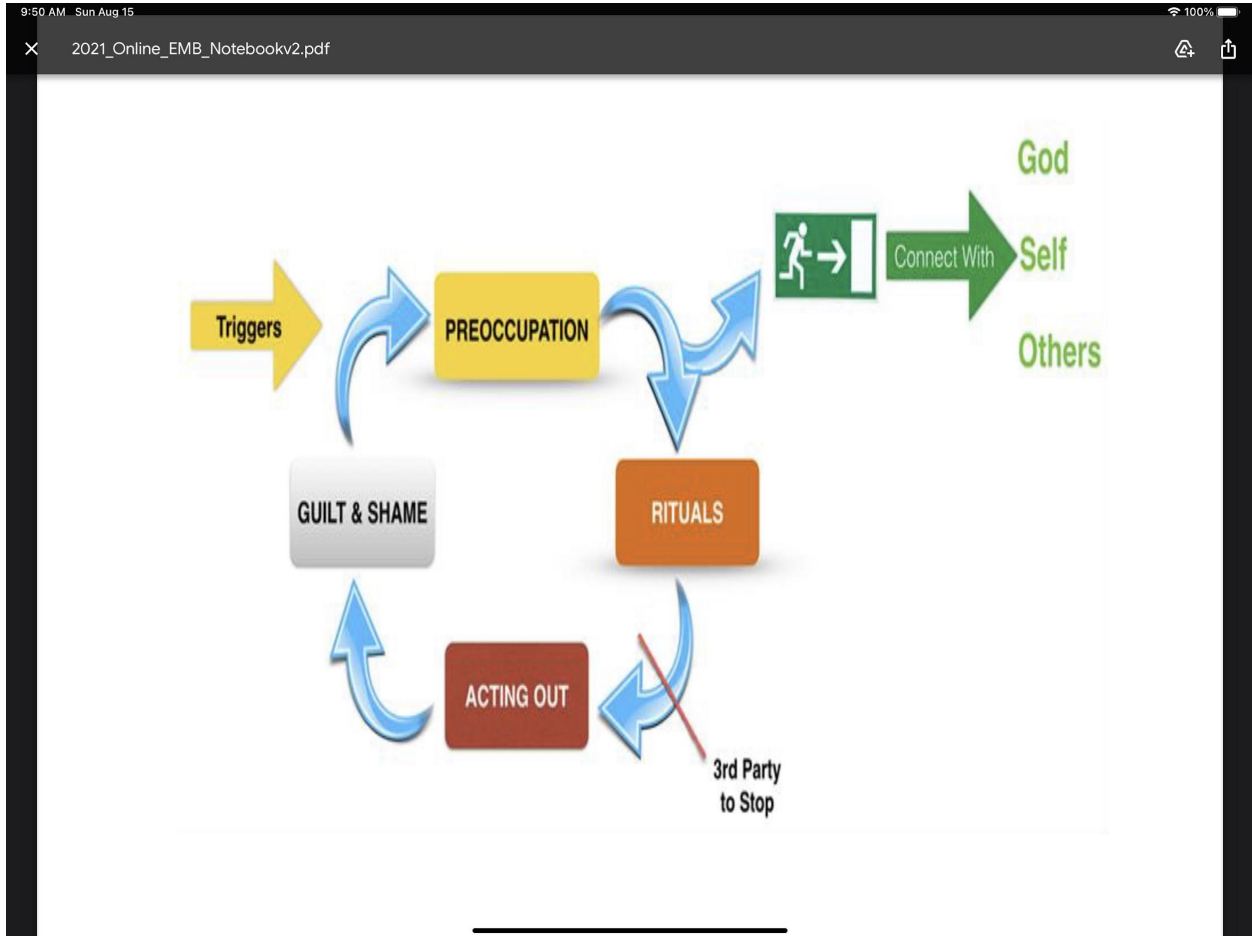 9:50 AM Sun Aug 15
100%
2021_Online_EMB_Notebookv2.pdf
God
Connect With
Self
Others
Triggers
PREOCCUPATION
GUILT & SHAME
RITUALS
ACTING OUT
3rd Party
to Stop